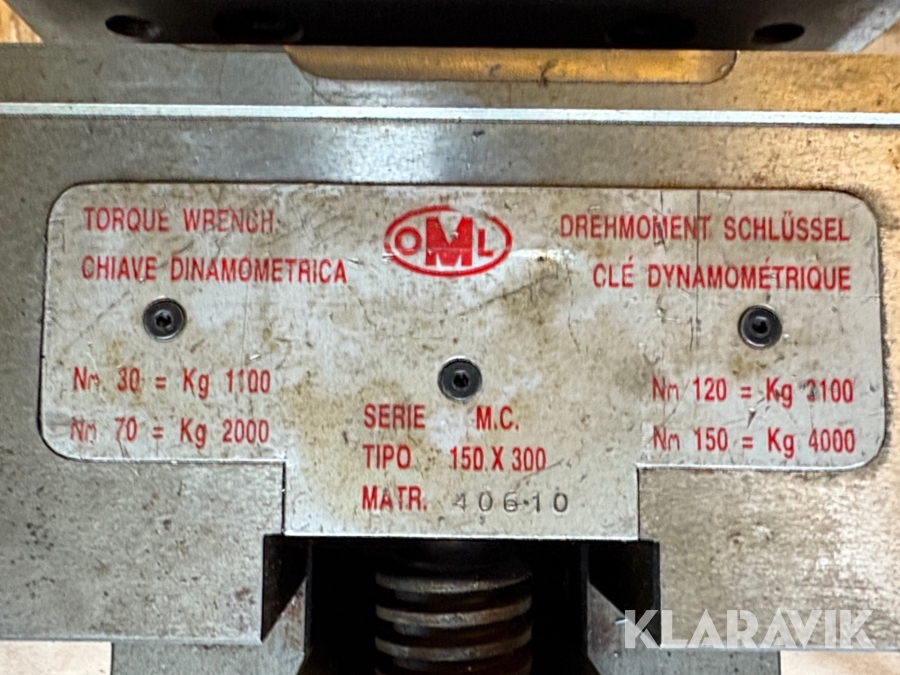 TORQUE WRENCH
CHIAVE DINAMOMETRICA
OML
DREHMOMENT SCHLÜSSEL
CLÉ DYNAMOMÉTRIQUE
Nm 30 = Kg 1100
Nm 70 = Kg 2000
SERIE M.C.
TIPO 150 X 300
MATR. 40610
Nm 120 = Kg 3100
Nm 150 = Kg 4000
KLARAVIK